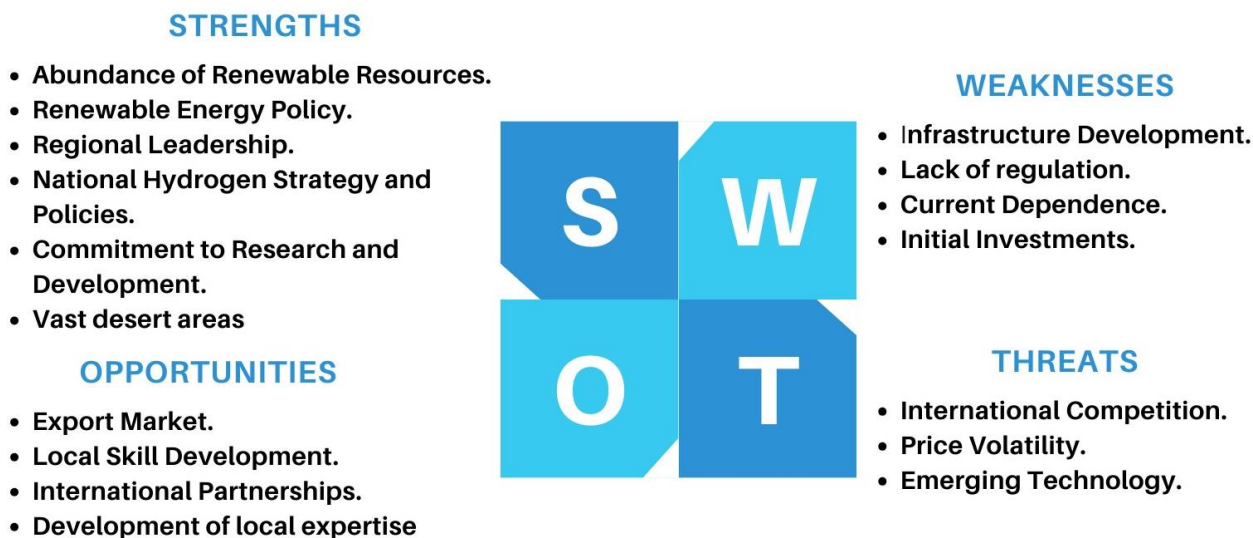 STRENGTHS
• Abundance of Renewable Resources.
• Renewable Energy Policy.
• Regional Leadership.
• National Hydrogen Strategy and
Policies.
• Commitment to Research and
Development.
• Vast desert areas
OPPORTUNITIES
• Export Market.
• Local Skill Development.
• International Partnerships.
• Development of local expertise
S W
O T
WEAKNESSES
• Infrastructure Development.
• Lack of regulation.
• Current Dependence.
• Initial Investments.
THREATS
• International Competition.
• Price Volatility.
• Emerging Technology.